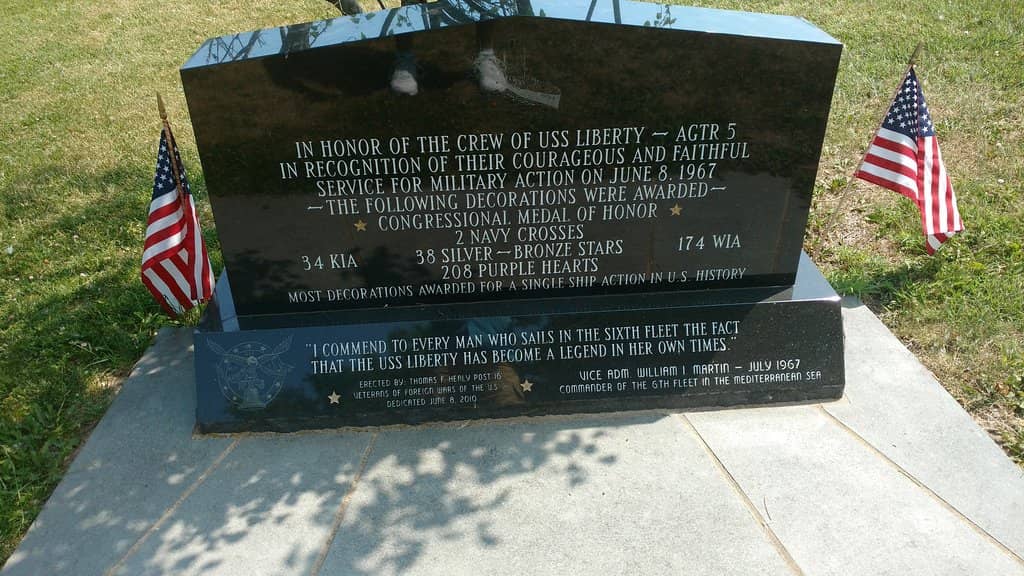 IN HONOR OF THE CREW OF USS LIBERTY ~ AGTR 5
IN RECOGNITION OF THEIR COURAGEOUS AND FAITHFUL
SERVICE FOR MILITARY ACTION ON JUNE 8, 1967
~THE FOLLOWING DECORATIONS WERE AWARDED~
CONGRESSIONAL MEDAL OF HONOR
2 NAVY CROSSES
34 KIA 38 SILVER~BRONZE STARS 174 WIA
208 PURPLE HEARTS
MOST DECORATIONS AWARDED FOR A SINGLE SHIP ACTION IN U.S. HISTORY
"I COMMEND TO EVERY MAN WHO SAILS IN THE SIXTH FLEET THE FACT
THAT THE USS LIBERTY HAS BECOME A LEGEND IN HER OWN TIMES."
VICE ADM. WILLIAM I MARTIN – JULY 1967
COMMANDER OF THE 6TH FLEET IN THE MEDITERRANEAN SEA
ERECTED BY: THOMAS F. HEALY POST 16
VETERANS OF FOREIGN WARS OF THE U.S.
DEDICATED JUNE 8, 2010